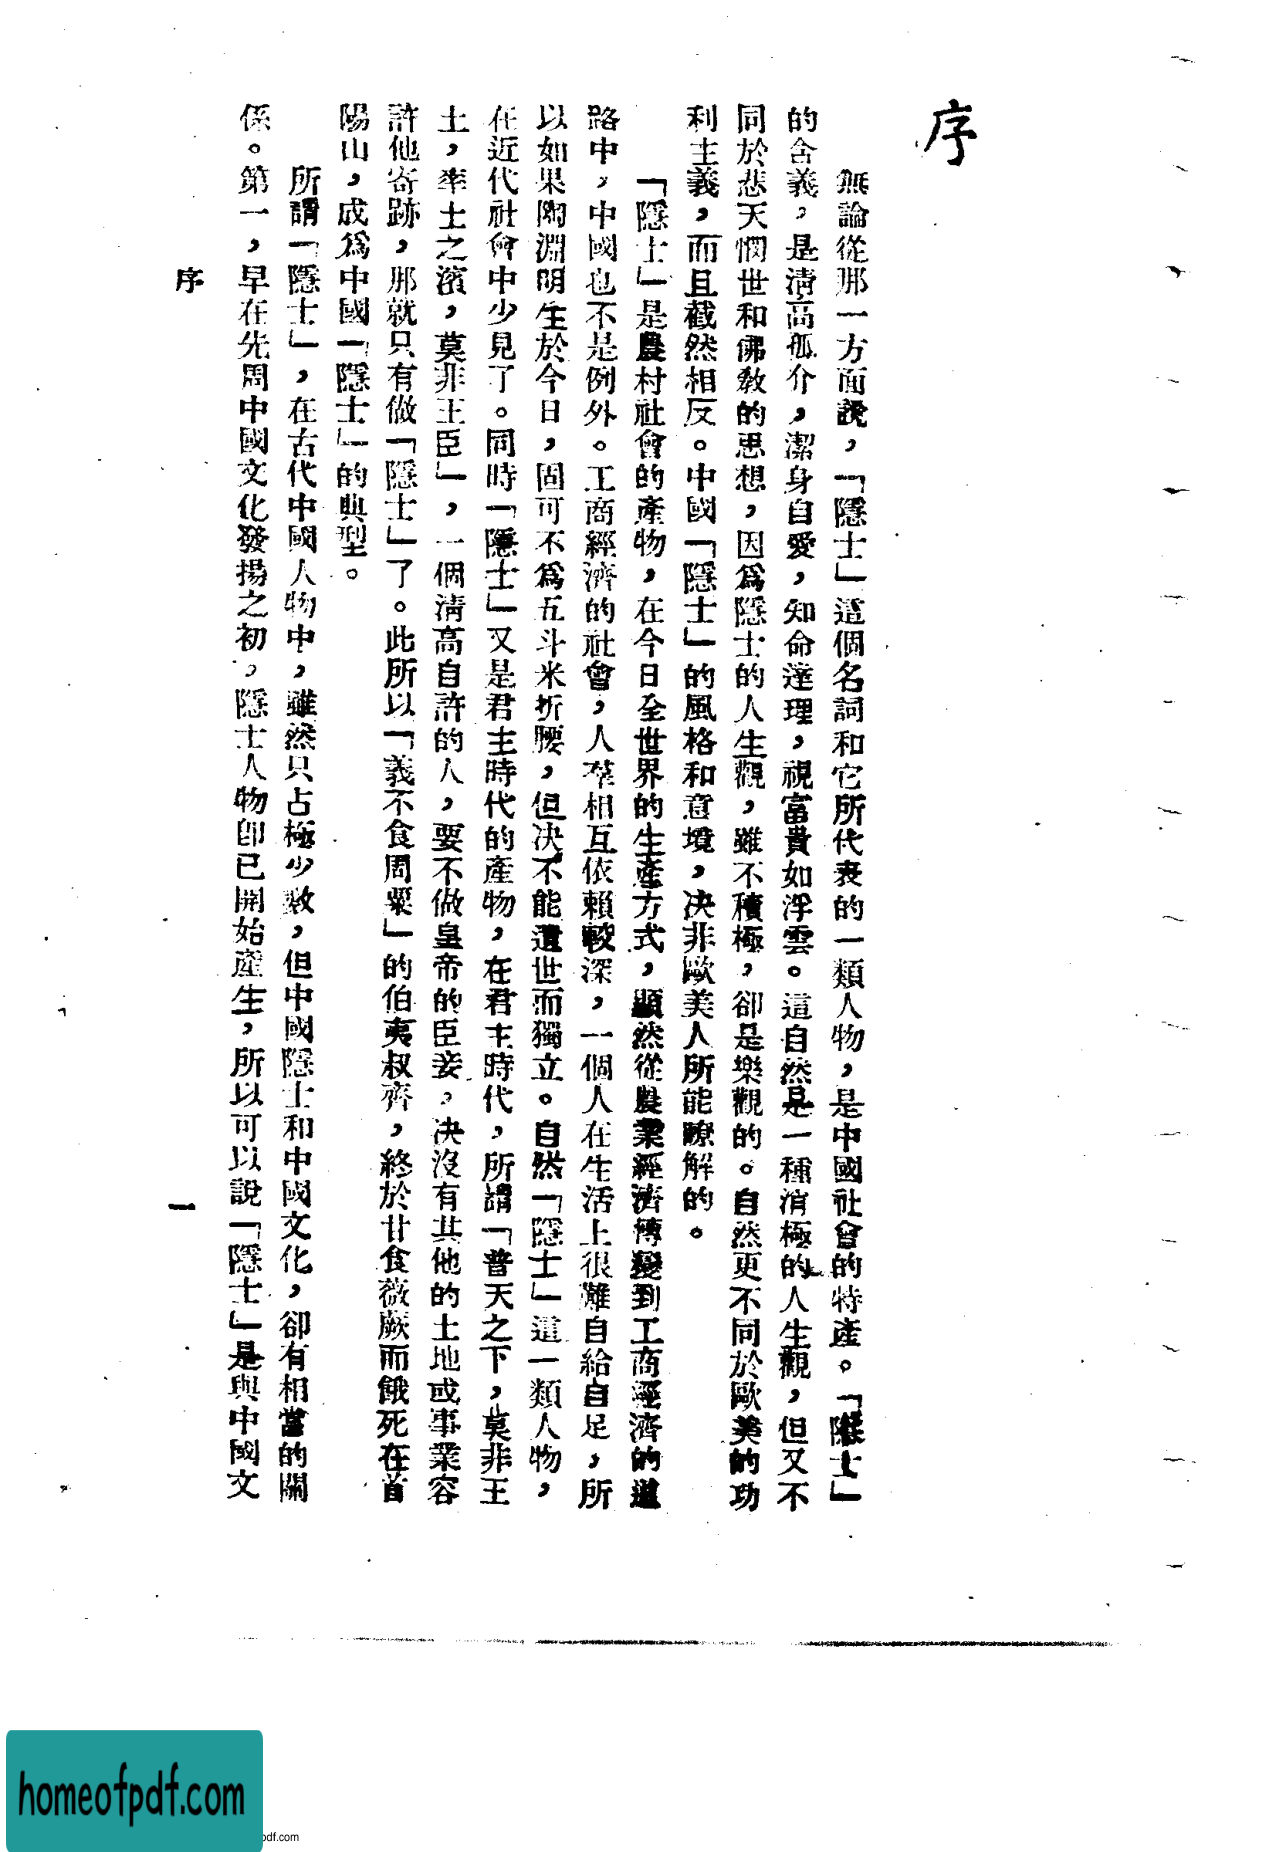 序
無論從那一方面說，「隱士」這個名詞和它所代表的一類人物，是中國社會的特產。「隱士」
的含義，是清高孤介，潔身自愛，知命達理，視富貴如浮雲。這自然是一種消極的人生觀，但又不
同於悲天憫世和佛教的思想，因爲隱士的人生觀，雖不積極，卻是樂觀的。自然更不同於歐美的功
利主義，而且截然相反。中國「隱士」的風格和意境，决非歐美人所能瞭解的。
「隱士」是農村社會的產物，在今日全世界的生產方式，顯然從農業經濟轉變到工商經濟的道
路中，中國也不是例外。工商經濟的社會，人羣相互依賴較深，一個人在生活上很難自給自足，所
以如果陶淵明生於今日，固可不爲五斗米折腰，但决不能遺世而獨立。自然「隱士」這一類人物，
在近代社會中少見了。同時「隱士」又是君主時代的產物，在君主時代，所謂「普天之下，莫非王
土，率土之濱，莫非王臣」，一個清高自許的人，要不做皇帝的臣妾，决沒有其他的土地或事業容
許他寄跡，那就只有做「隱士」了。此所以「義不食周粟」的伯夷叔齊，終於甘食薇蕨而餓死在首
陽山，成爲中國「隱士」的典型。
所謂「隱士」，在古代中國人物中，雖然只占極少數，但中國隱士和中國文化，卻有相當的關
係。第一，早在先周中國文化發揚之初，隱士人物卽已開始產生，所以可以說「隱士」是與中國文
序
一
homeofpdf.com
pdf.com